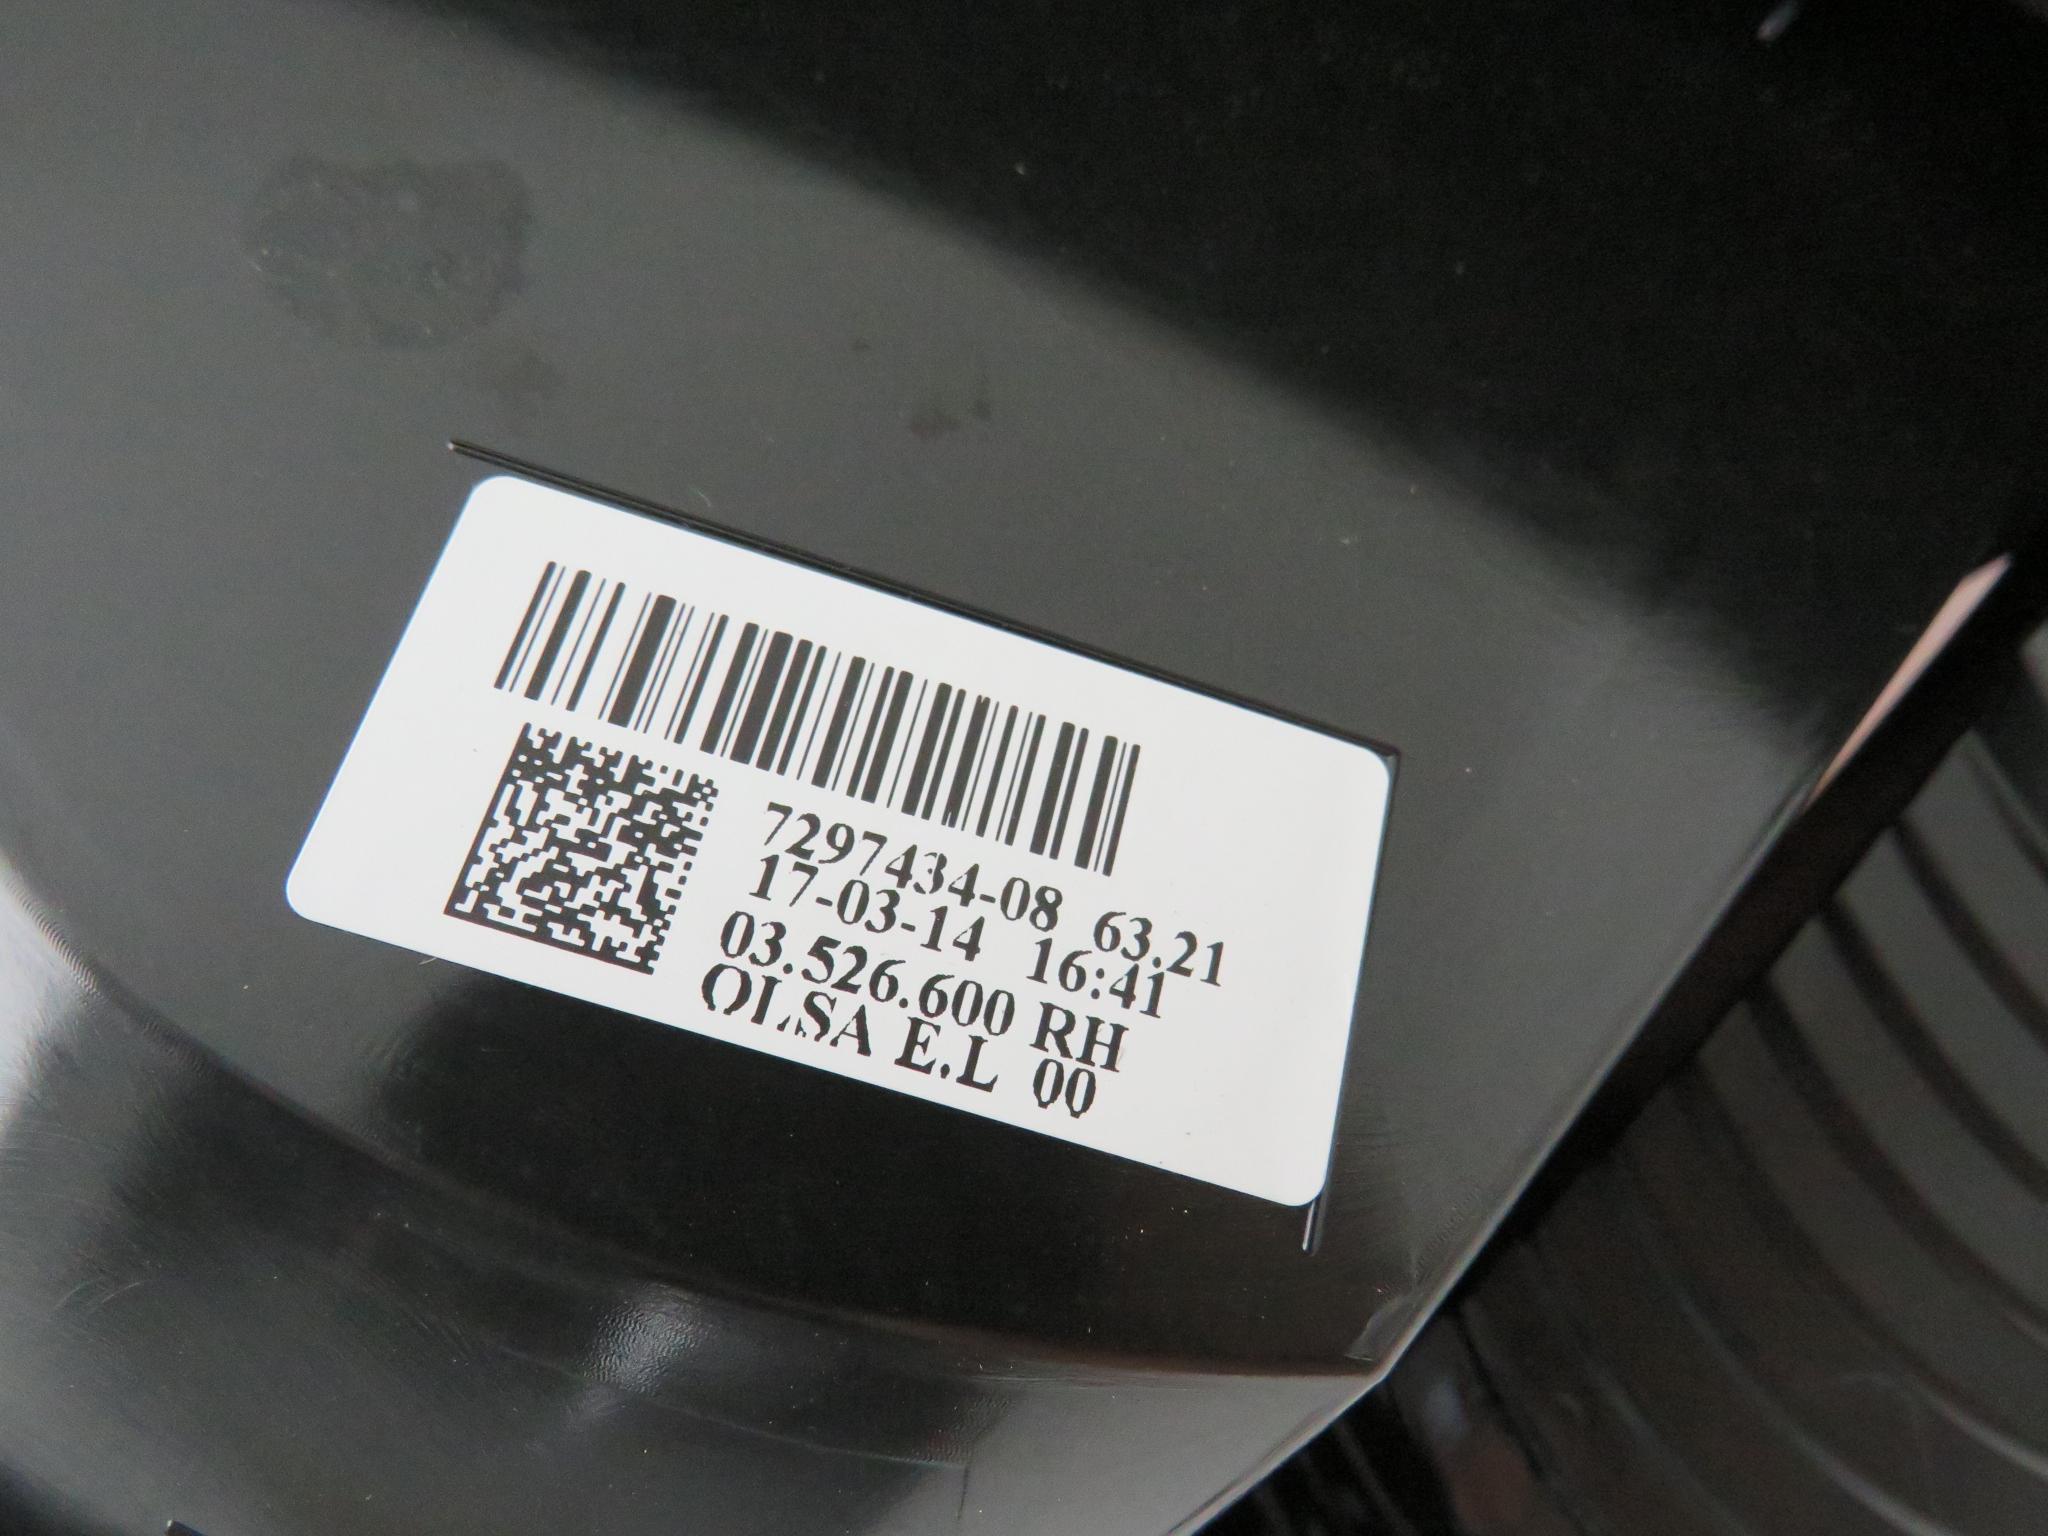 7297434-08 63.21
17-03-14 16:41
03.526.600 RH
OLSA E.L 00